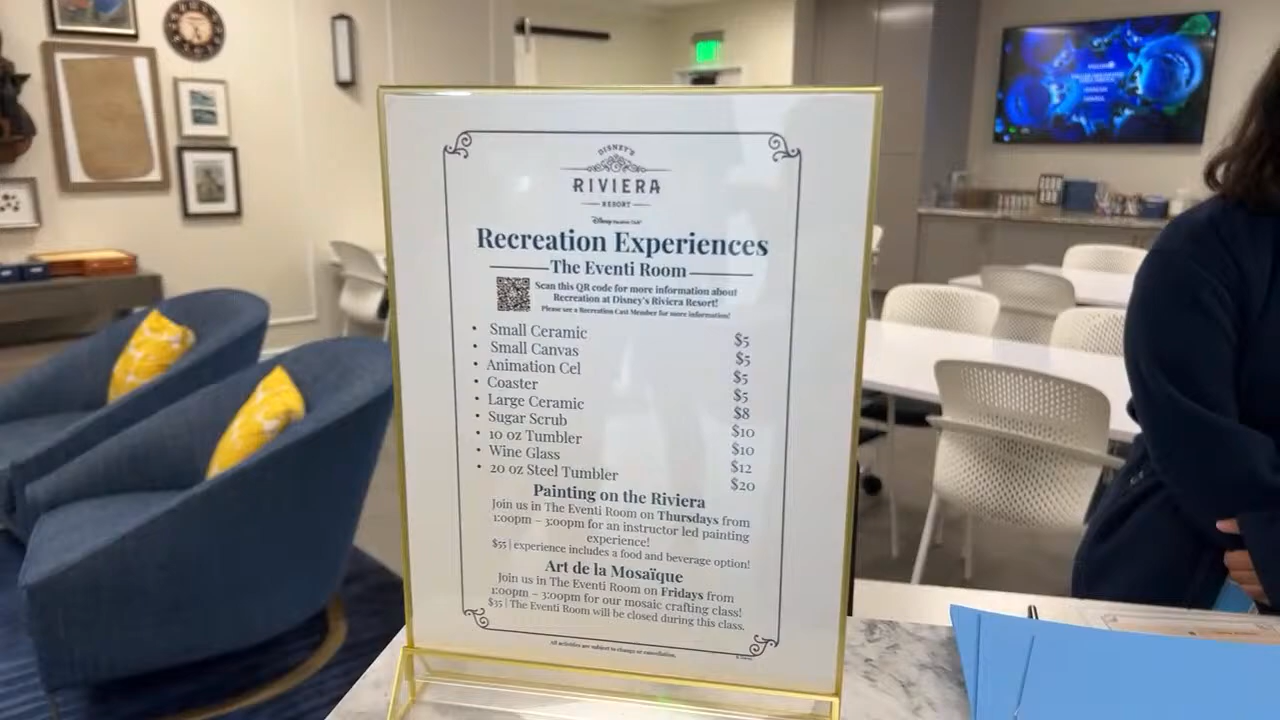 DISNEY'S
RIVIERA
RESORT
Recreation Experiences
The Eventi Room
Scan this QR code for more information about
Recreation at Disney's Riviera Resort!
Please see a Recreation Cast Member for more information!
• Small Ceramic $5
• Small Canvas $5
• Animation Cel $5
• Coaster $5
• Large Ceramic $8
• Sugar Scrub $10
• 10 oz Tumbler $10
• Wine Glass $12
• 20 oz Steel Tumbler $20
Painting on the Riviera
Join us in The Eventi Room on Thursdays from
1:00pm – 3:00pm for an instructor led painting
experience!
$55 | experience includes a food and beverage option!
Art de la Mosaïque
Join us in The Eventi Room on Fridays from
1:00pm – 3:00pm for our mosaic crafting class!
$35 | The Eventi Room will be closed during this class.
All activities are subject to change or cancellation.